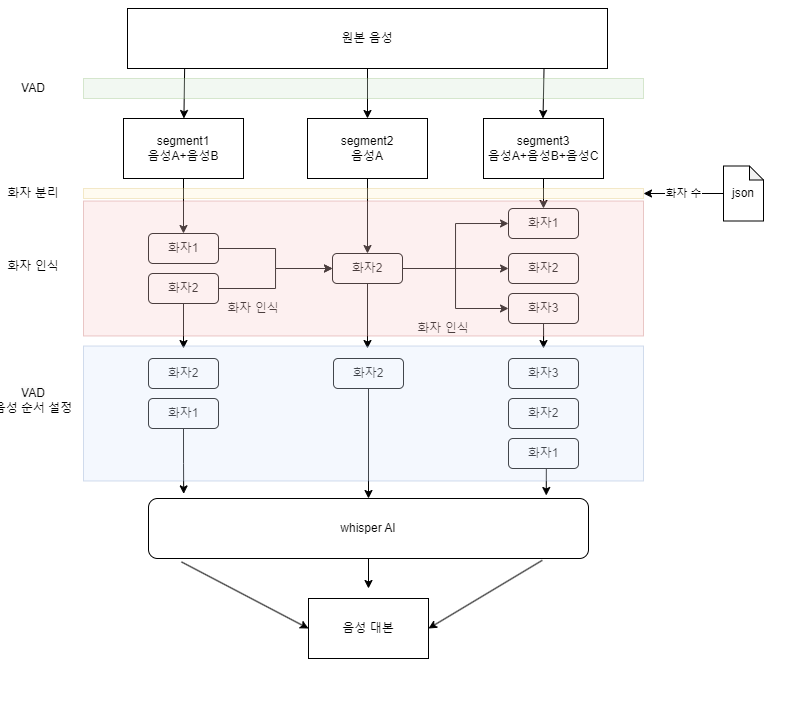 원본 음성
VAD
segment1
음성A+음성B
segment2
음성A
segment3
음성A+음성B+음성C
화자 분리
화자 수
json
화자 인식
화자1
화자2
화자 인식
화자2
화자1
화자2
화자3
화자 인식
VAD
음성 순서 설정
화자2
화자1
화자2
화자3
화자2
화자1
whisper AI
음성 대본